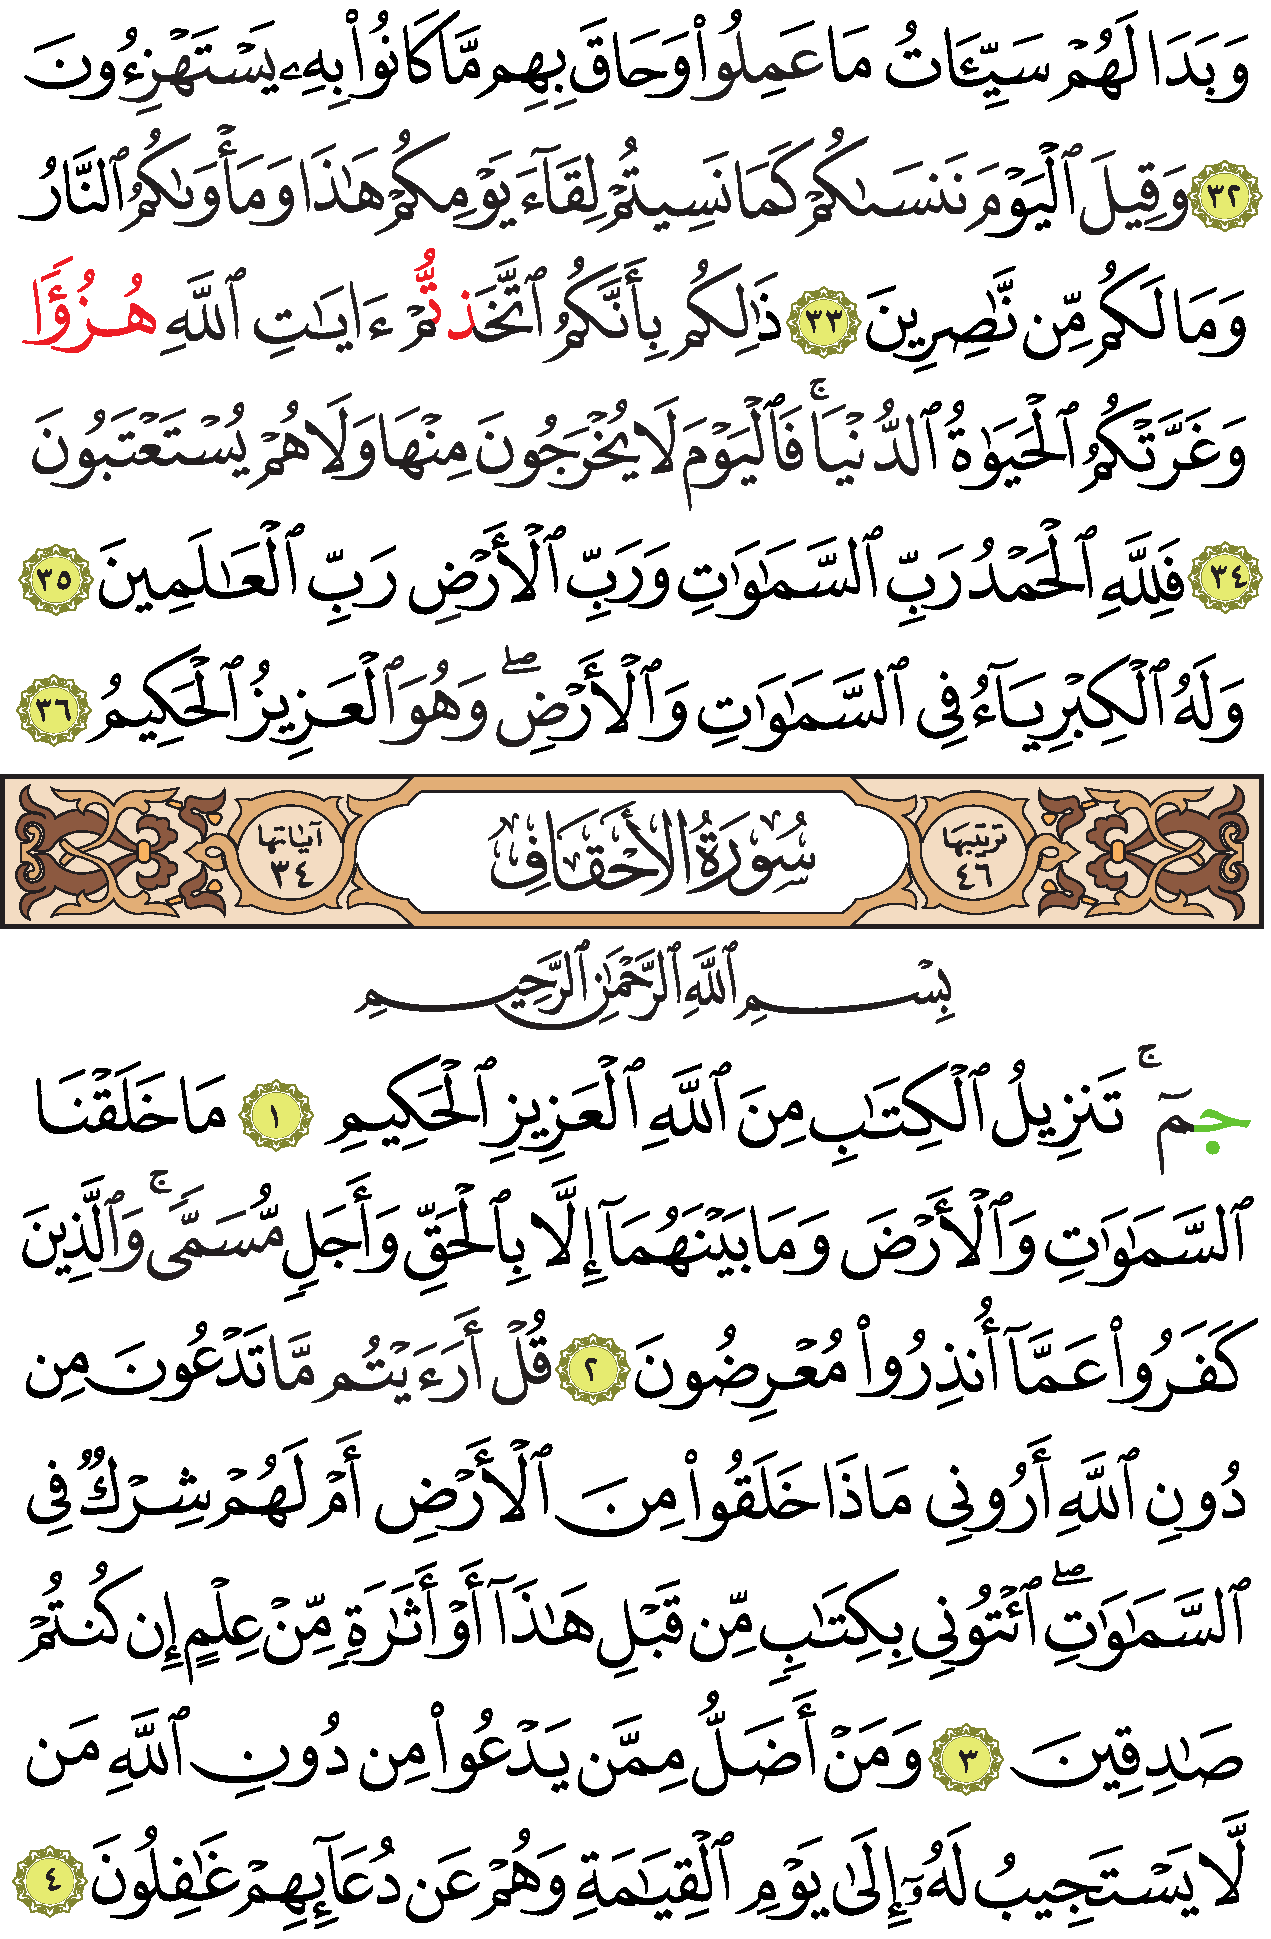 وَبَدَا لَهُمْ سَيِّـَٔاتُ مَا عَمِلُوا۟ وَحَاقَ بِهِم مَّا كَانُوا۟ بِهِۦ يَسْتَهْزِءُونَ
٣٢ وَقِيلَ ٱلْيَوْمَ نَنسَىٰكُمْ كَمَا نَسِيتُمْ لِقَآءَ يَوْمِكُمْ هَٰذَا وَمَأْوَىٰكُمُ ٱلنَّارُ
وَمَا لَكُم مِّن نَّٰصِرِينَ ٣٣ ذَٰلِكُم بِأَنَّكُمُ ٱتَّخَذتُّمْ ءَايَٰتِ ٱللَّهِ هُزُؤًا
وَغَرَّتْكُمُ ٱلْحَيَوٰةُ ٱلدُّنْيَا ۚ فَٱلْيَوْمَ لَا يُخْرَجُونَ مِنْهَا وَلَا هُمْ يُسْتَعْتَبُونَ
٣٤ فَلِلَّهِ ٱلْحَمْدُ رَبِّ ٱلسَّمَٰوَٰتِ وَرَبِّ ٱلْأَرْضِ رَبِّ ٱلْعَٰلَمِينَ ٣٥
وَلَهُ ٱلْكِبْرِيَآءُ فِى ٱلسَّمَٰوَٰتِ وَٱلْأَرْضِ ۖ وَهُوَ ٱلْعَزِيزُ ٱلْحَكِيمُ ٣٦
ترتيبها ٤٦ سُورَةُ الأَحْقَافِ آياتها ٣٤
بِسْمِ ٱللَّهِ ٱلرَّحْمَٰنِ ٱلرَّحِيمِ
حمٓ ۚ تَنزِيلُ ٱلْكِتَٰبِ مِنَ ٱللَّهِ ٱلْعَزِيزِ ٱلْحَكِيمِ ١ مَا خَلَقْنَا
ٱلسَّمَٰوَٰتِ وَٱلْأَرْضَ وَمَا بَيْنَهُمَآ إِلَّا بِٱلْحَقِّ وَأَجَلٍ مُّسَمًّى ۚ وَٱلَّذِينَ
كَفَرُوا۟ عَمَّآ أُنذِرُوا۟ مُعْرِضُونَ ٢ قُلْ أَرَءَيْتُم مَّا تَدْعُونَ مِن
دُونِ ٱللَّهِ أَرُونِى مَاذَا خَلَقُوا۟ مِنَ ٱلْأَرْضِ أَمْ لَهُمْ شِرْكٌ فِى
ٱلسَّمَٰوَٰتِ ۖ ٱئْتُونِى بِكِتَٰبٍ مِّن قَبْلِ هَٰذَآ أَوْ أَثَٰرَةٍ مِّنْ عِلْمٍ إِن كُنتُمْ
صَٰدِقِينَ ٣ وَمَنْ أَضَلُّ مِمَّن يَدْعُوا۟ مِن دُونِ ٱللَّهِ مَن
لَّا يَسْتَجِيبُ لَهُۥٓ إِلَىٰ يَوْمِ ٱلْقِيَٰمَةِ وَهُمْ عَن دُعَآئِهِمْ غَٰفِلُونَ ٤